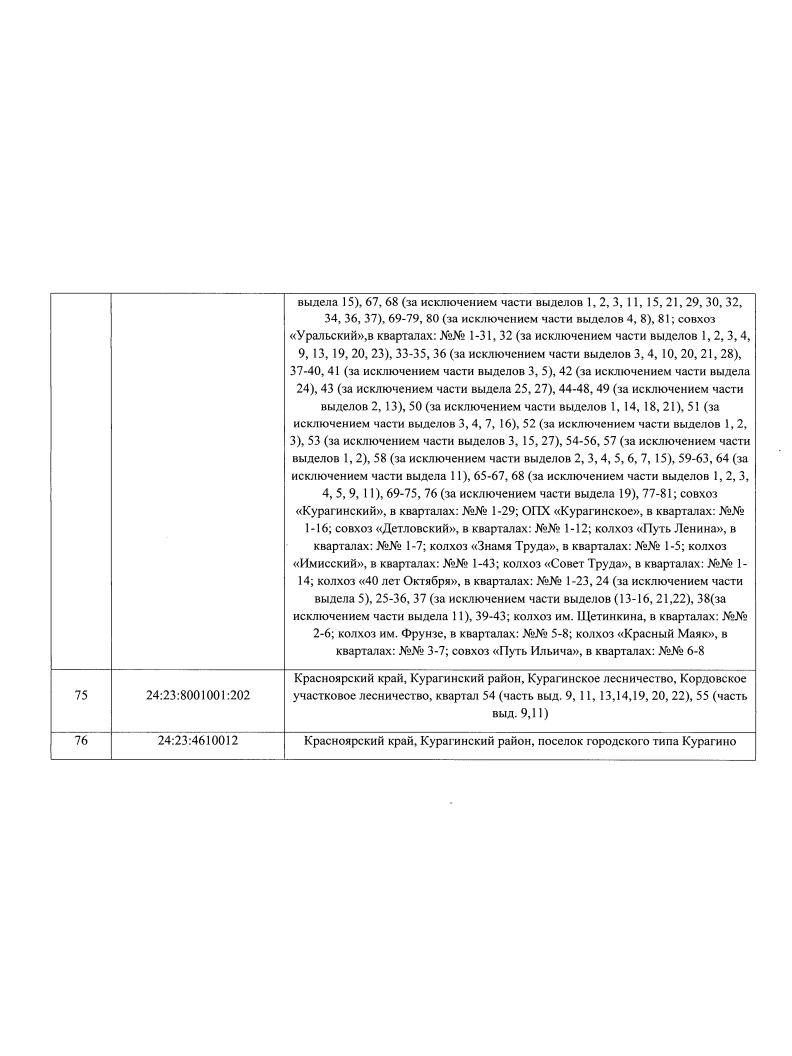 выдела 15), 67, 68 (за исключением части выделов 1, 2, 3, 11, 15, 21, 29, 30, 32,
34, 36, 37), 69-79, 80 (за исключением части выделов 4, 8), 81; совхоз
«Уральский»,в кварталах: №№ 1-31, 32 (за исключением части выделов 1, 2, 3, 4,
9, 13, 19, 20, 23), 33-35, 36 (за исключением части выделов 3, 4, 10, 20, 21, 28),
37-40, 41 (за исключением части выделов 3, 5), 42 (за исключением части выдела
24), 43 (за исключением части выдела 25, 27), 44-48, 49 (за исключением части
выделов 2, 13), 50 (за исключением части выделов 1, 14, 18, 21), 51 (за
исключением части выделов 3, 4, 7, 16), 52 (за исключением части выделов 1, 2,
3), 53 (за исключением части выделов 3, 15, 27), 54-56, 57 (за исключением части
выделов 1, 2), 58 (за исключением части выделов 2, 3, 4, 5, 6, 7, 15), 59-63, 64 (за
исключением части выдела 11), 65-67, 68 (за исключением части выделов 1, 2, 3,
4, 5, 9, 11), 69-75, 76 (за исключением части выдела 19), 77-81; совхоз
«Курагинский», в кварталах: №№ 1-29; ОПХ «Курагинское», в кварталах: №№
1-16; совхоз «Детловский», в кварталах: №№ 1-12; колхоз «Путь Ленина», в
кварталах: №№ 1-7; колхоз «Знамя Труда», в кварталах: №№ 1-5; колхоз
«Имисский», в кварталах: №№ 1-43; колхоз «Совет Труда», в кварталах: №№ 1-
14; колхоз «40 лет Октября», в кварталах: №№ 1-23, 24 (за исключением части
выдела 5), 25-36, 37 (за исключением части выделов (13-16, 21,22), 38(за
исключением части выдела 11), 39-43; колхоз им. Щетинкина, в кварталах: №№
2-6; колхоз им. Фрунзе, в кварталах: №№ 5-8; колхоз «Красный Маяк», в
кварталах: №№ 3-7; совхоз «Путь Ильича», в кварталах: №№ 6-8
75 24:23:8001001:202 Красноярский край, Курагинский район, Курагинское лесничество, Кордовское
участковое лесничество, квартал 54 (часть выд. 9, 11, 13,14,19, 20, 22), 55 (часть
выд. 9,11)
76 24:23:4610012 Красноярский край, Курагинский район, поселок городского типа Курагино